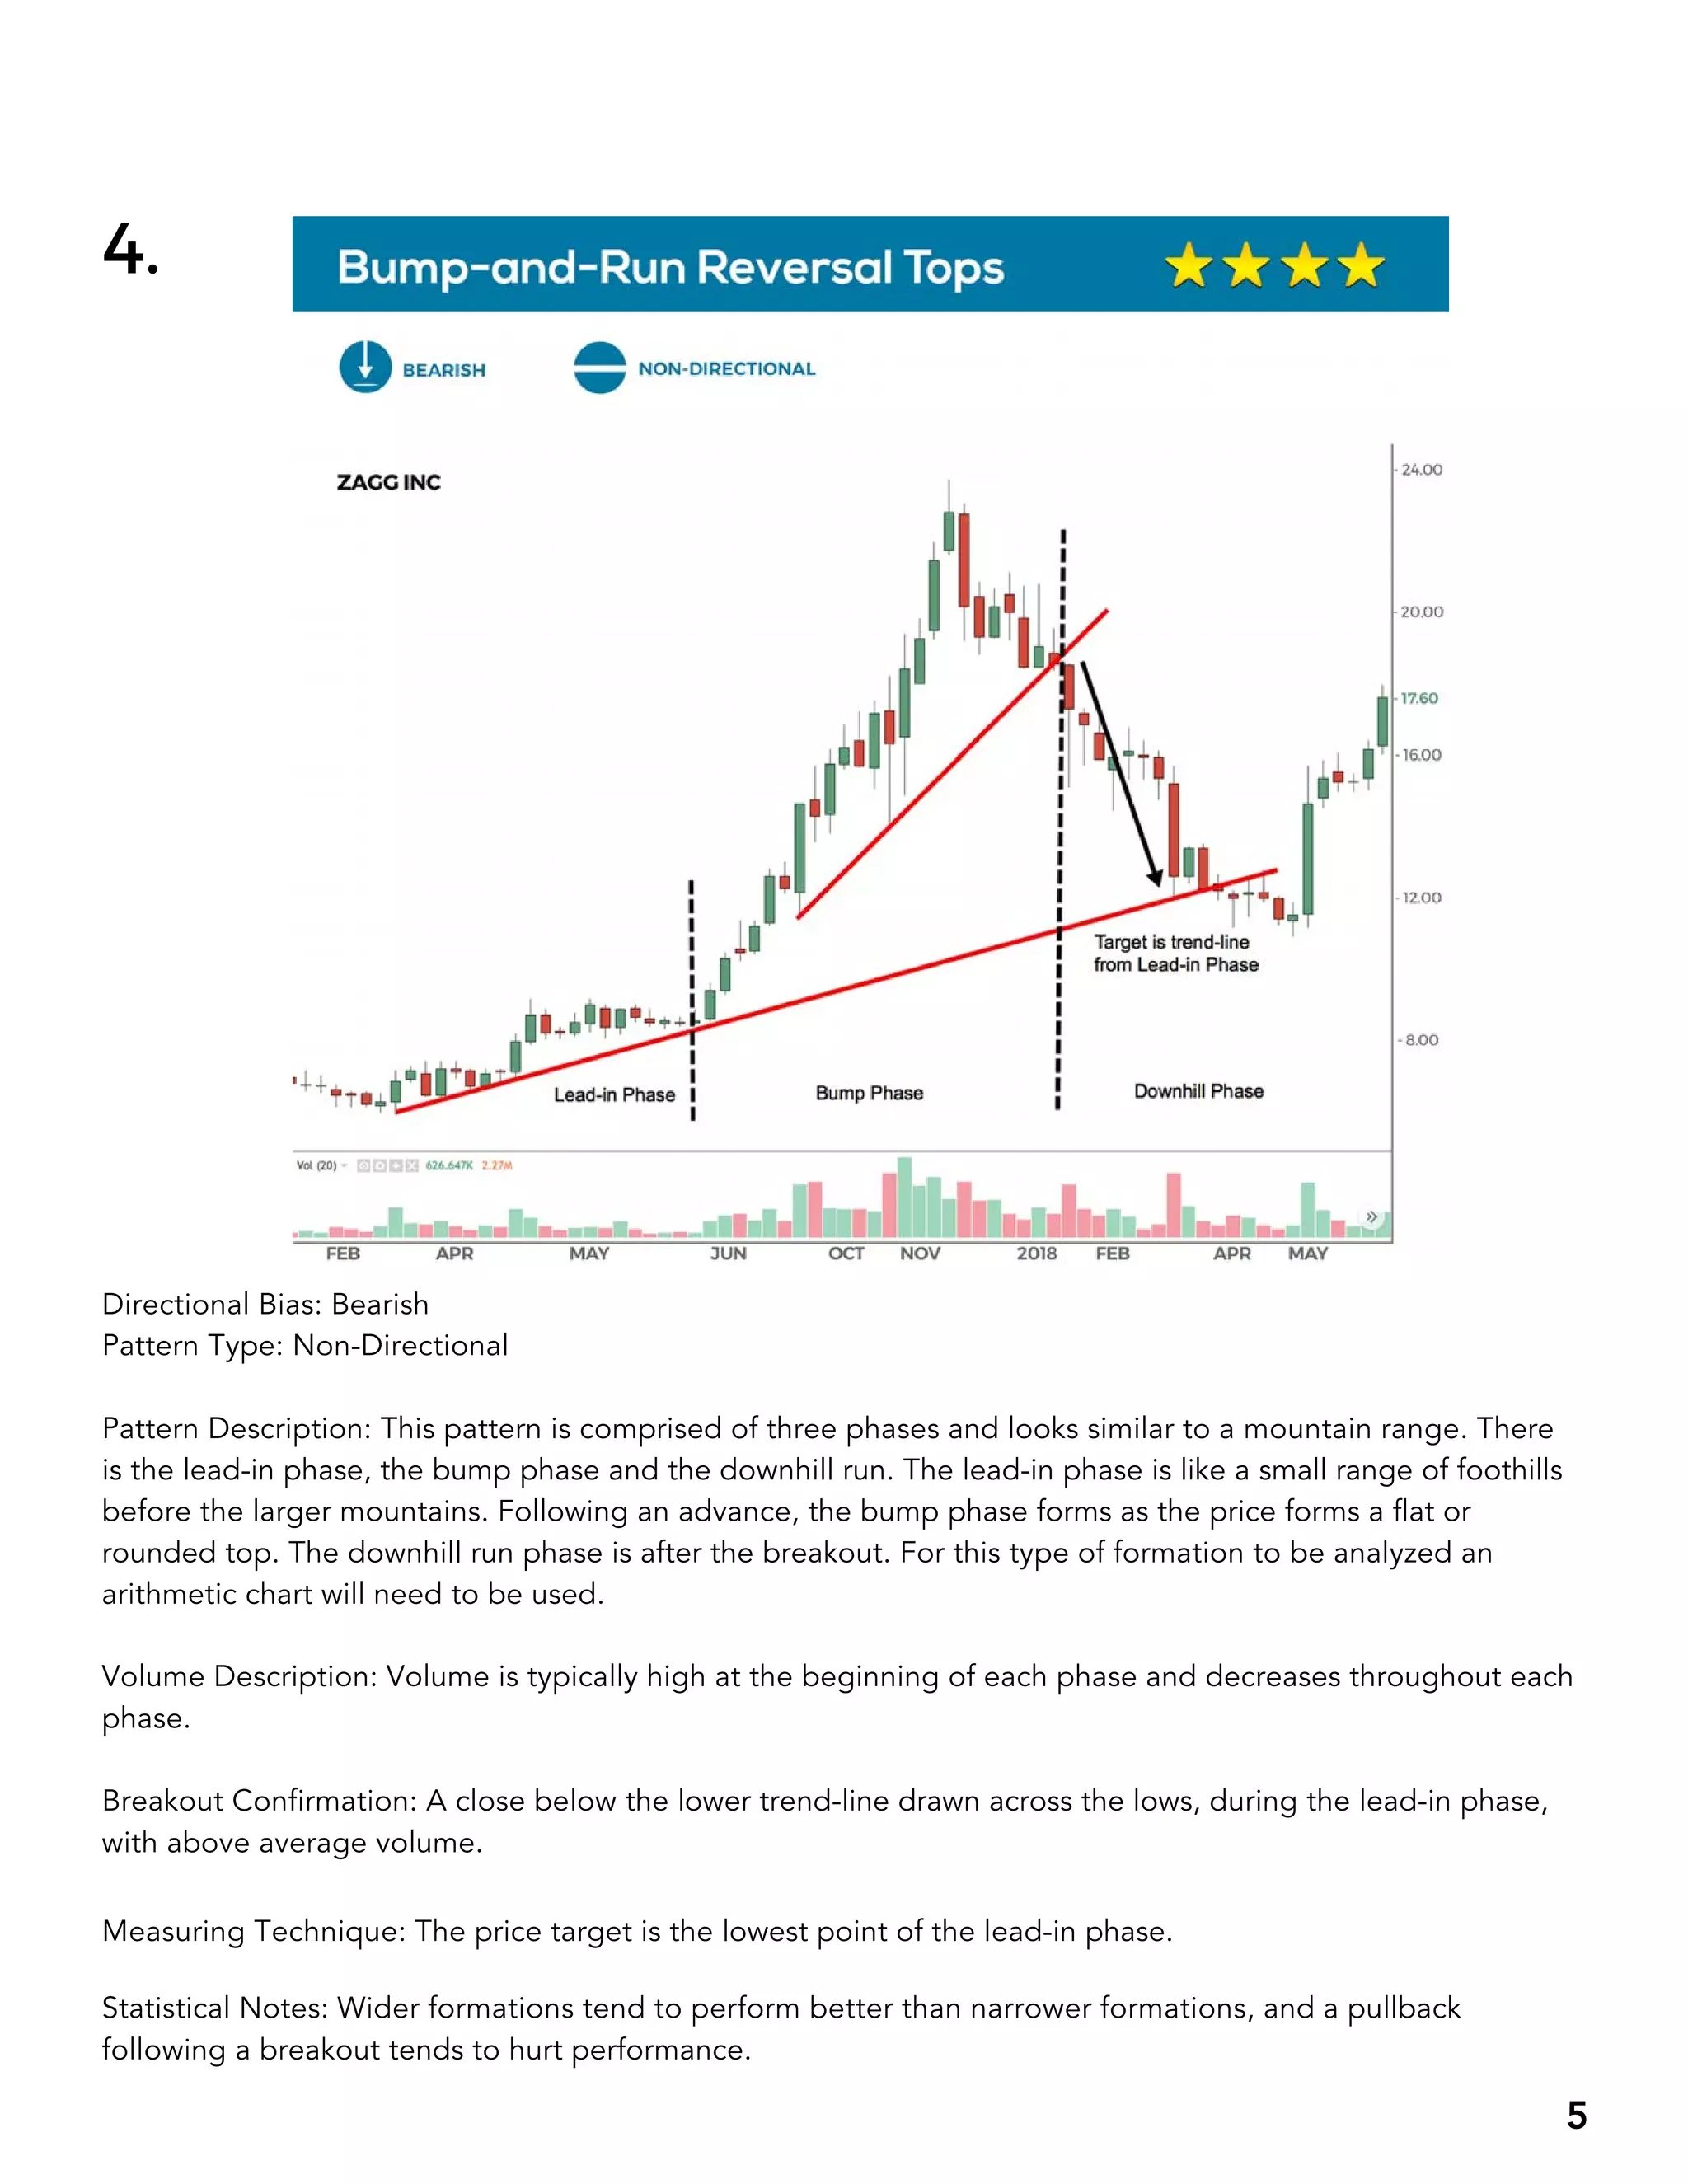 4.
Bump-and-Run Reversal Tops
BEARISH
NON-DIRECTIONAL
ZAGG INC
24.00
20.00
17.60
16.00
12.00
8.00
Target is trend-line
from Lead-in Phase
Lead-in Phase
Bump Phase
Downhill Phase
Vol (20)
626.647K
2.27M
FEB
APR
MAY
JUN
OCT
NOV
2018
FEB
APR
MAY
Directional Bias: Bearish
Pattern Type: Non-Directional
Pattern Description: This pattern is comprised of three phases and looks similar to a mountain range. There
is the lead-in phase, the bump phase and the downhill run. The lead-in phase is like a small range of foothills
before the larger mountains. Following an advance, the bump phase forms as the price forms a flat or
rounded top. The downhill run phase is after the breakout. For this type of formation to be analyzed an
arithmetic chart will need to be used.
Volume Description: Volume is typically high at the beginning of each phase and decreases throughout each
phase.
Breakout Confirmation: A close below the lower trend-line drawn across the lows, during the lead-in phase,
with above average volume.
Measuring Technique: The price target is the lowest point of the lead-in phase.
Statistical Notes: Wider formations tend to perform better than narrower formations, and a pullback
following a breakout tends to hurt performance.
5